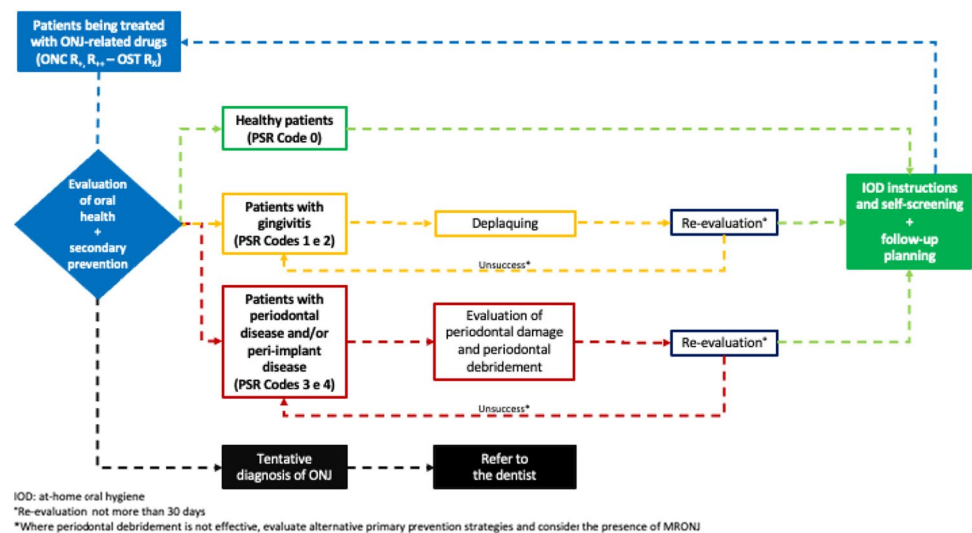 Patients being treated
with ONJ-related drugs
(ONC R+, R++ – OST Rx)
Healthy patients
(PSR Code 0)
Evaluation
of oral
health
+
secondary
prevention
Patients with
gingivitis
(PSR Codes 1 e 2)
Deplaquing
Re-evaluation°
Unsuccess*
IOD instructions
and self-screening
+
follow-up
planning
Patients with
periodontal
disease and/or
peri-implant
disease
(PSR Codes 3 e 4)
Evaluation of
periodontal damage
and periodontal
debridement
Re-evaluation°
Unsuccess*
Tentative
diagnosis of ONJ
Refer to
the dentist
IOD: at-home oral hygiene
°Re-evaluation not more than 30 days
*Where periodontal debridement is not effective, evaluate alternative primary prevention strategies and consider the presence of MRONJ